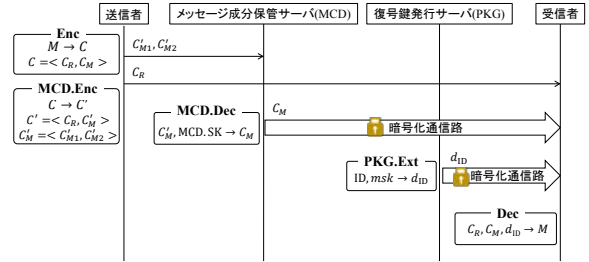 送信者
メッセージ成分保管サーバ(MCD)
復号鍵発行サーバ(PKG)
受信者
Enc
M → C
C =< C_R, C_M >
C′_M1, C′_M2
C_R
MCD.Enc
C → C'
C' =< C_R, C′_M >
C′_M =< C′_M1, C′_M2 >
MCD.Dec
C′_M, MCD.SK → C_M
C_M
暗号化通信路
PKG.Ext
ID, msk → d_ID
d_ID
暗号化通信路
Dec
C_R, C_M, d_ID → M